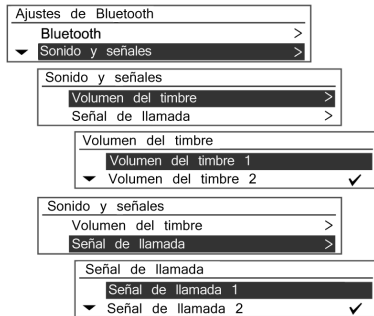 Ajustes de Bluetooth
Bluetooth >
Sonido y señales >
Sonido y señales
Volumen del timbre >
Señal de llamada >
Volumen del timbre
Volumen del timbre 1
Volumen del timbre 2 ✓
Sonido y señales
Volumen del timbre >
Señal de llamada >
Señal de llamada
Señal de llamada 1
Señal de llamada 2 ✓